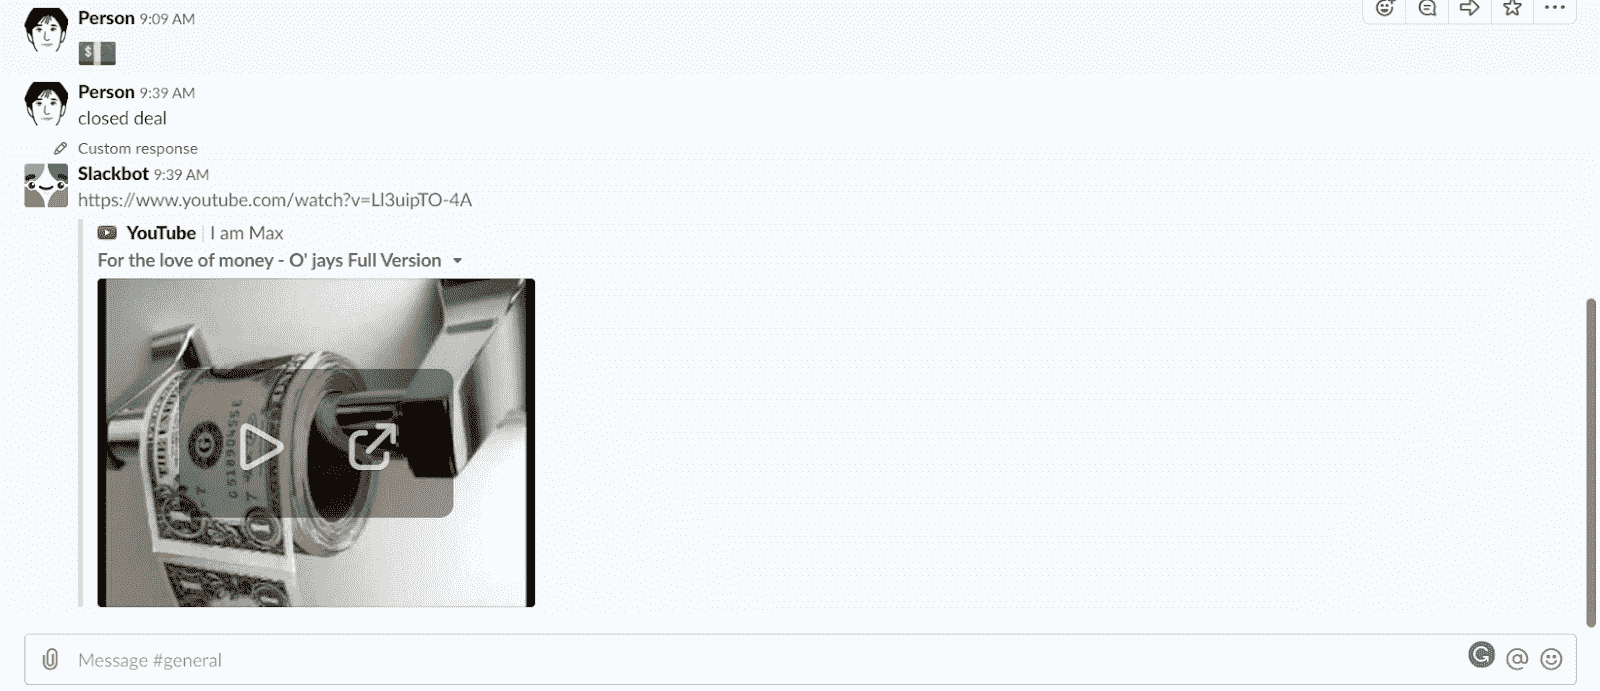 Person 9:09 AM
Person 9:39 AM
closed deal
Custom response
Slackbot 9:39 AM
https://www.youtube.com/watch?v=LI3uipTO-4A
YouTube | I am Max
For the love of money - O' jays Full Version
Message #general